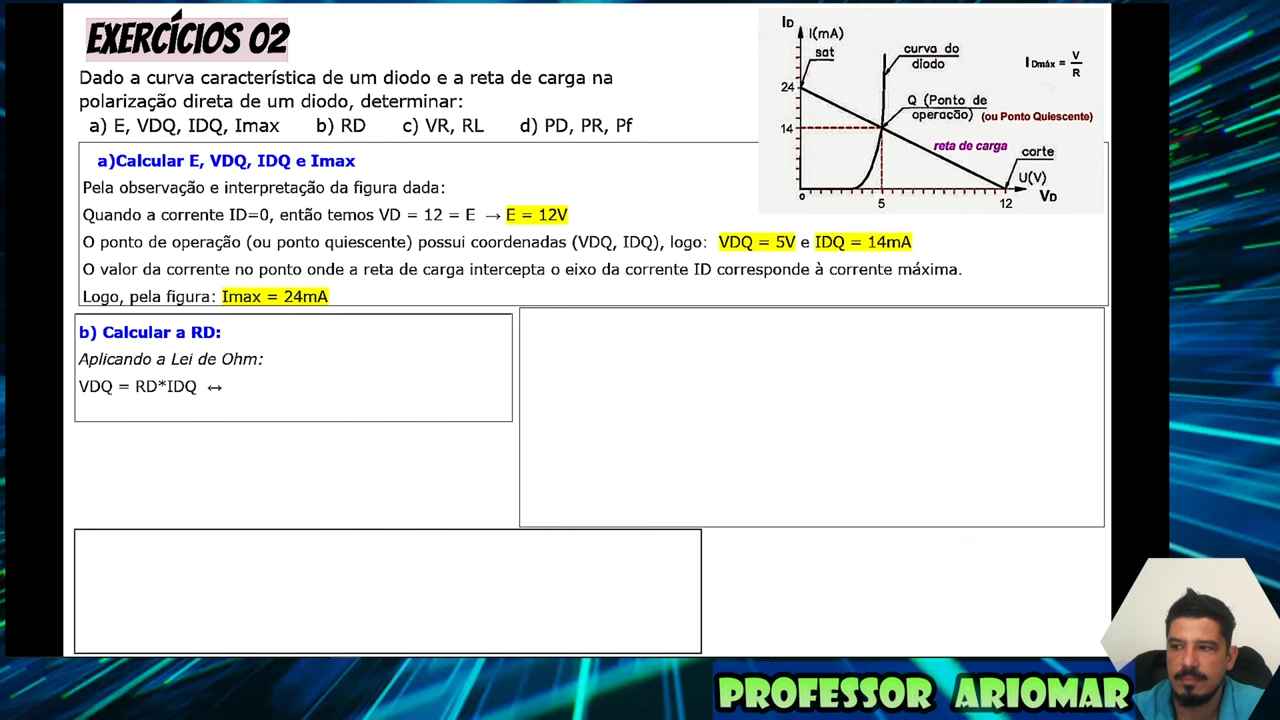 EXERCÍCIOS 02
Dado a curva característica de um diodo e a reta de carga na
polarização direta de um diodo, determinar:
a) E, VDQ, IDQ, Imax b) RD c) VR, RL d) PD, PR, Pf
ID
I(mA)
sat
curva do
diodo
I Dmáx = V
R
24
Q (Ponto de
operação) (ou Ponto Quiescente)
14
reta de carga
corte
U(V)
VD
0
5
12
a)Calcular E, VDQ, IDQ e Imax
Pela observação e interpretação da figura dada:
Quando a corrente ID=0, então temos VD = 12 = E → E = 12V
O ponto de operação (ou ponto quiescente) possui coordenadas (VDQ, IDQ), logo: VDQ = 5V e IDQ = 14mA
O valor da corrente no ponto onde a reta de carga intercepta o eixo da corrente ID corresponde à corrente máxima.
Logo, pela figura: Imax = 24mA
b) Calcular a RD:
Aplicando a Lei de Ohm:
VDQ = RD*IDQ ↔
PROFESSOR ARIOMAR